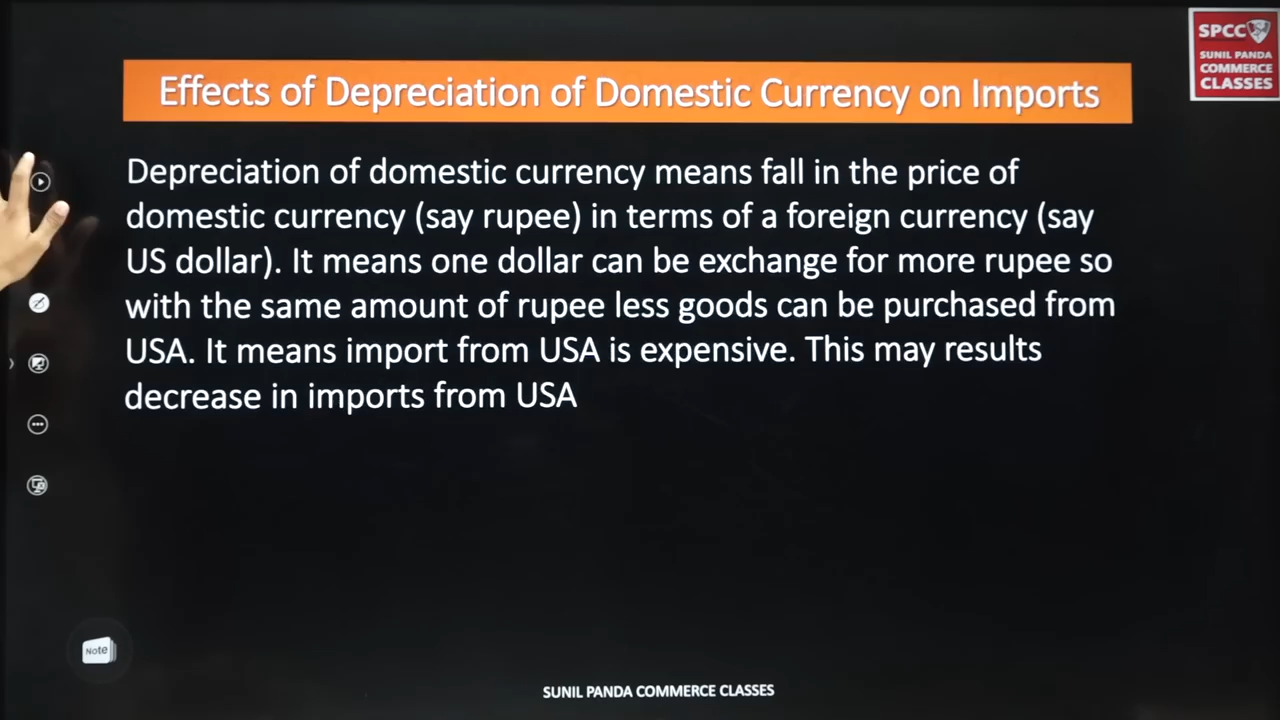 SPCC
SUNIL PANDA
COMMERCE
CLASSES
Effects of Depreciation of Domestic Currency on Imports
Depreciation of domestic currency means fall in the price of
domestic currency (say rupee) in terms of a foreign currency (say
US dollar). It means one dollar can be exchange for more rupee so
with the same amount of rupee less goods can be purchased from
USA. It means import from USA is expensive. This may results
decrease in imports from USA
Note
SUNIL PANDA COMMERCE CLASSES